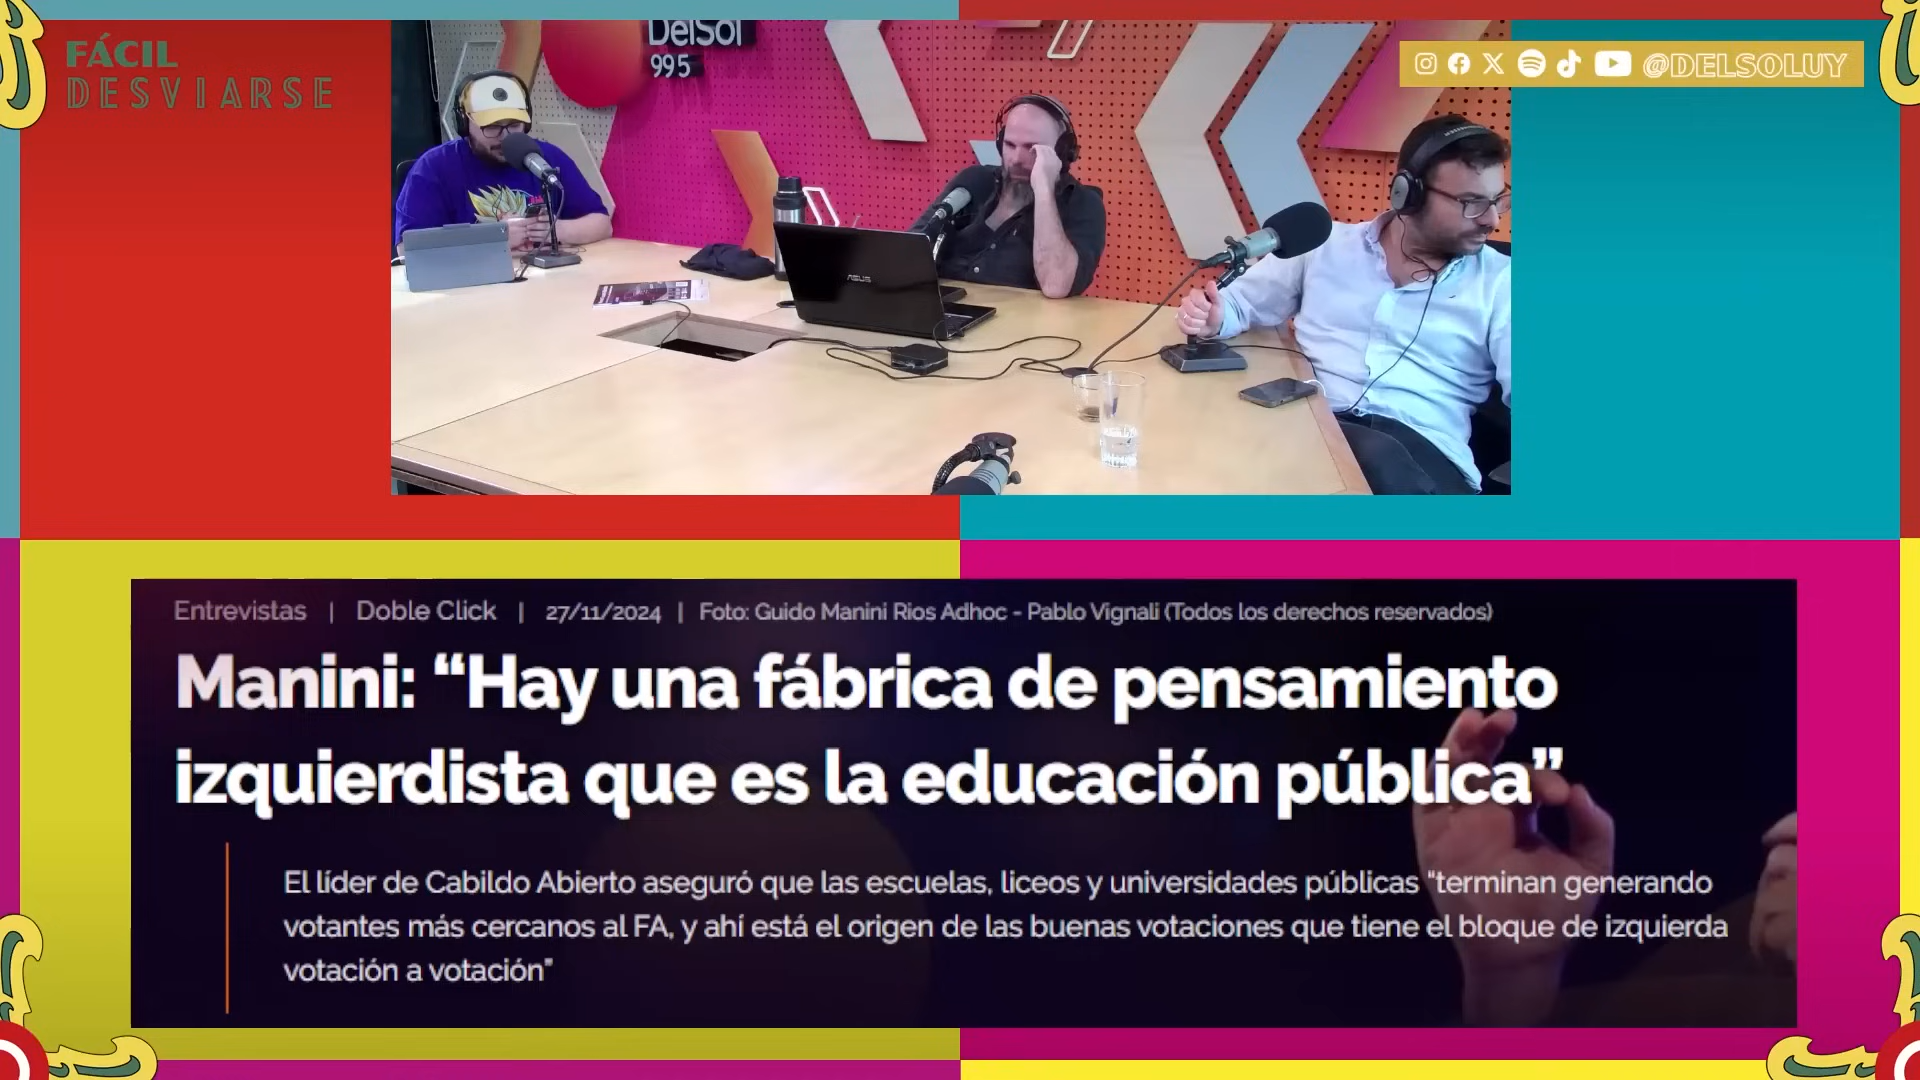 FÁCIL
DESVIARSE
DelSol
99.5
@DELSOLUY
ASUS
Entrevistas | Doble Click | 27/11/2024 | Foto: Guido Manini Rios Adhoc - Pablo Vignali (Todos los derechos reservados)
Manini: “Hay una fábrica de pensamiento
izquierdista que es la educación pública”
El líder de Cabildo Abierto aseguró que las escuelas, liceos y universidades públicas “terminan generando
votantes más cercanos al FA, y ahí está el origen de las buenas votaciones que tiene el bloque de izquierda
votación a votación”